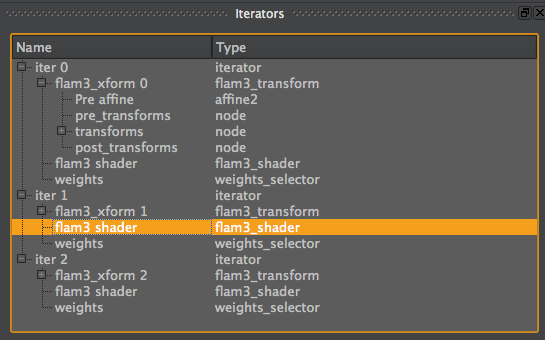 Iterators
Name Type
iter 0 iterator
flam3_xform 0 flam3_transform
Pre affine affine2
pre_transforms node
transforms node
post_transforms node
flam3 shader flam3_shader
weights weights_selector
iter 1 iterator
flam3_xform 1 flam3_transform
flam3 shader flam3_shader
weights weights_selector
iter 2 iterator
flam3_xform 2 flam3_transform
flam3 shader flam3_shader
weights weights_selector